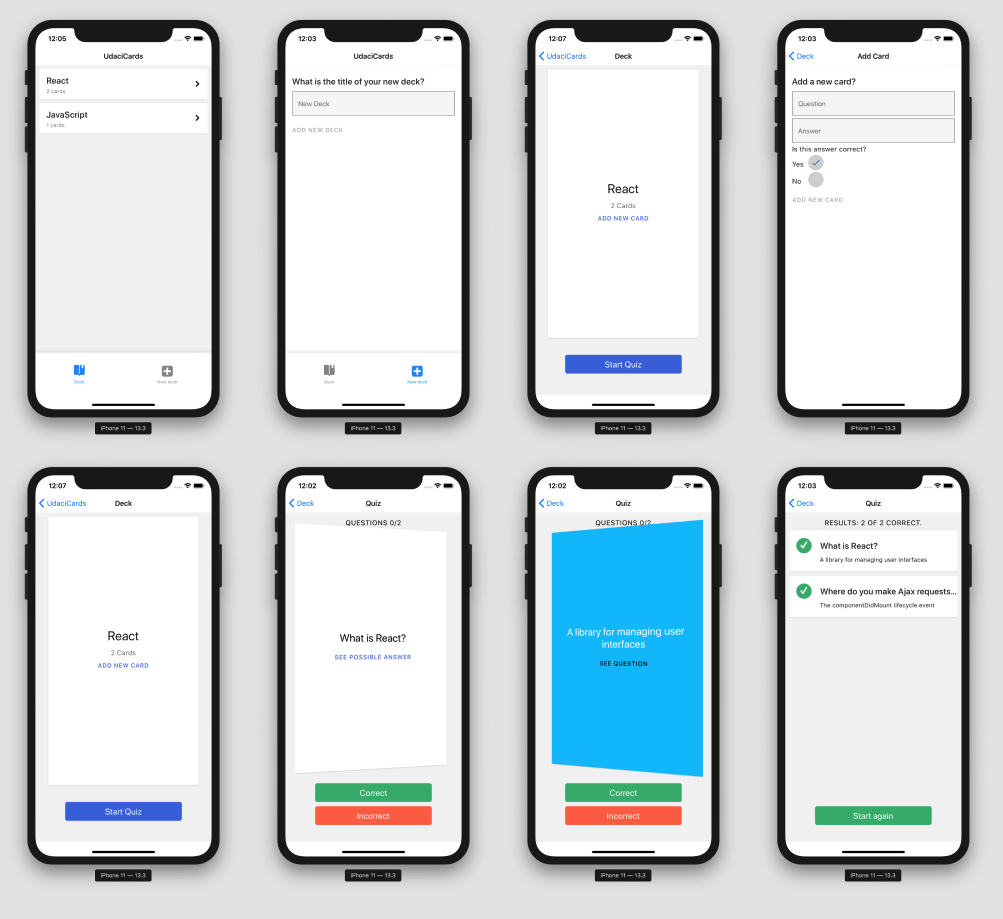 12:05
UdaciCards
React
2 cards
JavaScript
1 cards
Deck
New deck
iPhone 11 — 13.3
12:03
UdaciCards
What is the title of your new deck?
New Deck
ADD NEW DECK
Deck
New deck
iPhone 11 — 13.3
12:07
UdaciCards Deck
React
2 Cards
ADD NEW CARD
Start Quiz
iPhone 11 — 13.3
12:03
Deck Add Card
Add a new card?
Question
Answer
Is this answer correct?
Yes
No
ADD NEW CARD
iPhone 11 — 13.3
12:07
UdaciCards Deck
React
2 Cards
ADD NEW CARD
Start Quiz
iPhone 11 — 13.3
12:02
Deck Quiz
QUESTIONS 0/2
What is React?
SEE POSSIBLE ANSWER
Correct
Incorrect
iPhone 11 — 13.3
12:02
Deck Quiz
QUESTIONS 0/2
A library for managing user
interfaces
SEE QUESTION
Correct
Incorrect
iPhone 11 — 13.3
12:03
Deck Quiz
RESULTS: 2 OF 2 CORRECT.
What is React?
A library for managing user interfaces
Where do you make Ajax requests...
The componentDidMount lifecycle event
Start again
iPhone 11 — 13.3